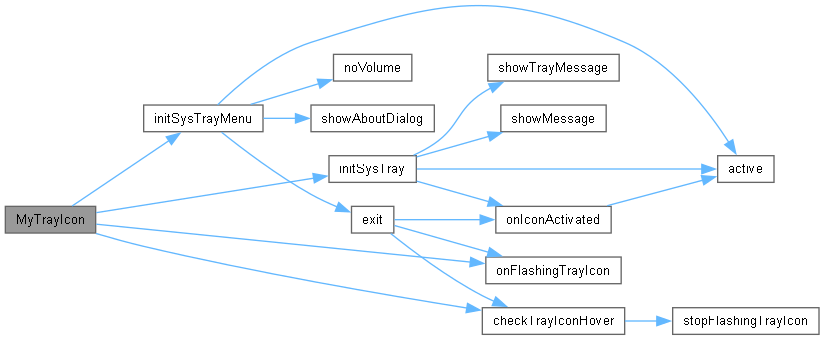 MyTrayIcon
initSysTrayMenu
noVolume
showAboutDialog
initSysTray
exit
showTrayMessage
showMessage
onIconActivated
onFlashingTrayIcon
checkTrayIconHover
active
stopFlashingTrayIcon